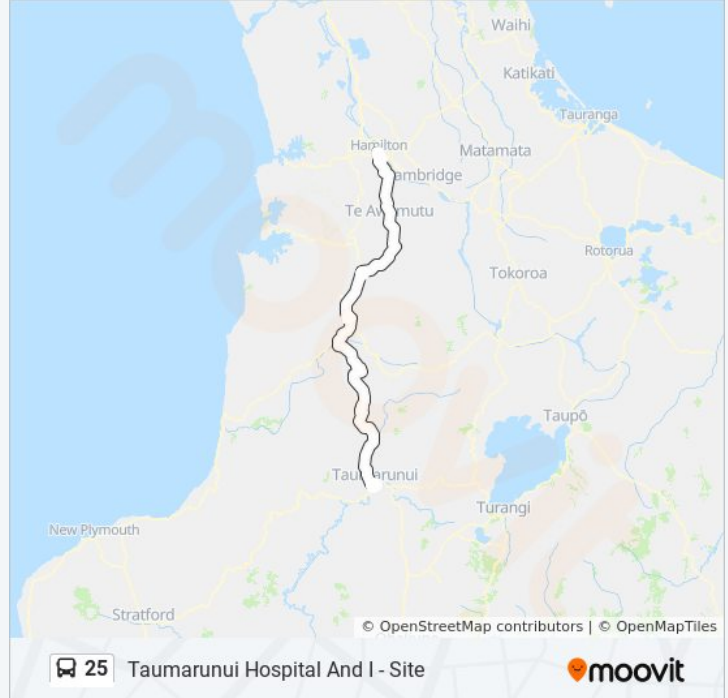 Waihi
Katikati
Tauranga
Hamilton
Matamata
Cambridge
Te Awamutu
Rotorua
Tokoroa
Taupō
Taumarunui
Turangi
New Plymouth
Stratford
© OpenStreetMap contributors | © OpenMapTiles
25 Taumarunui Hospital And I - Site
moovit